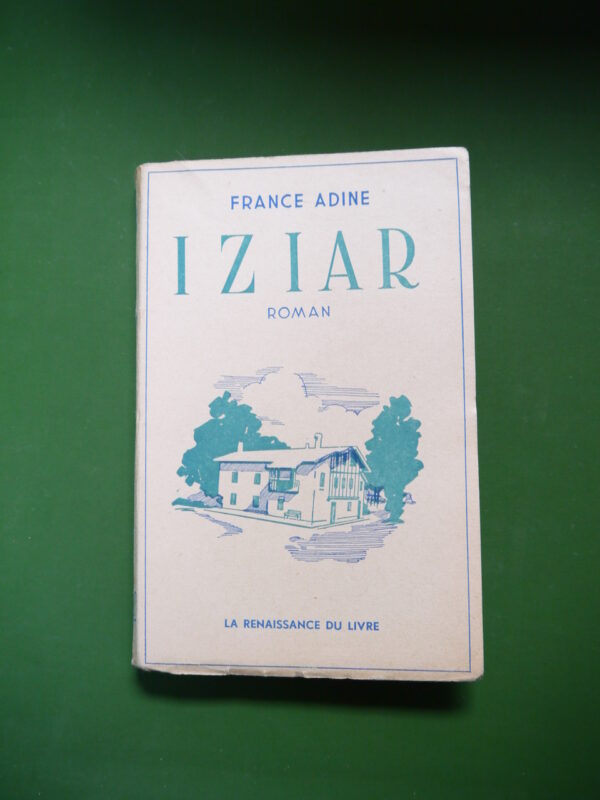 FRANCE ADINE
IZIAR
ROMAN
LA RENAISSANCE DU LIVRE